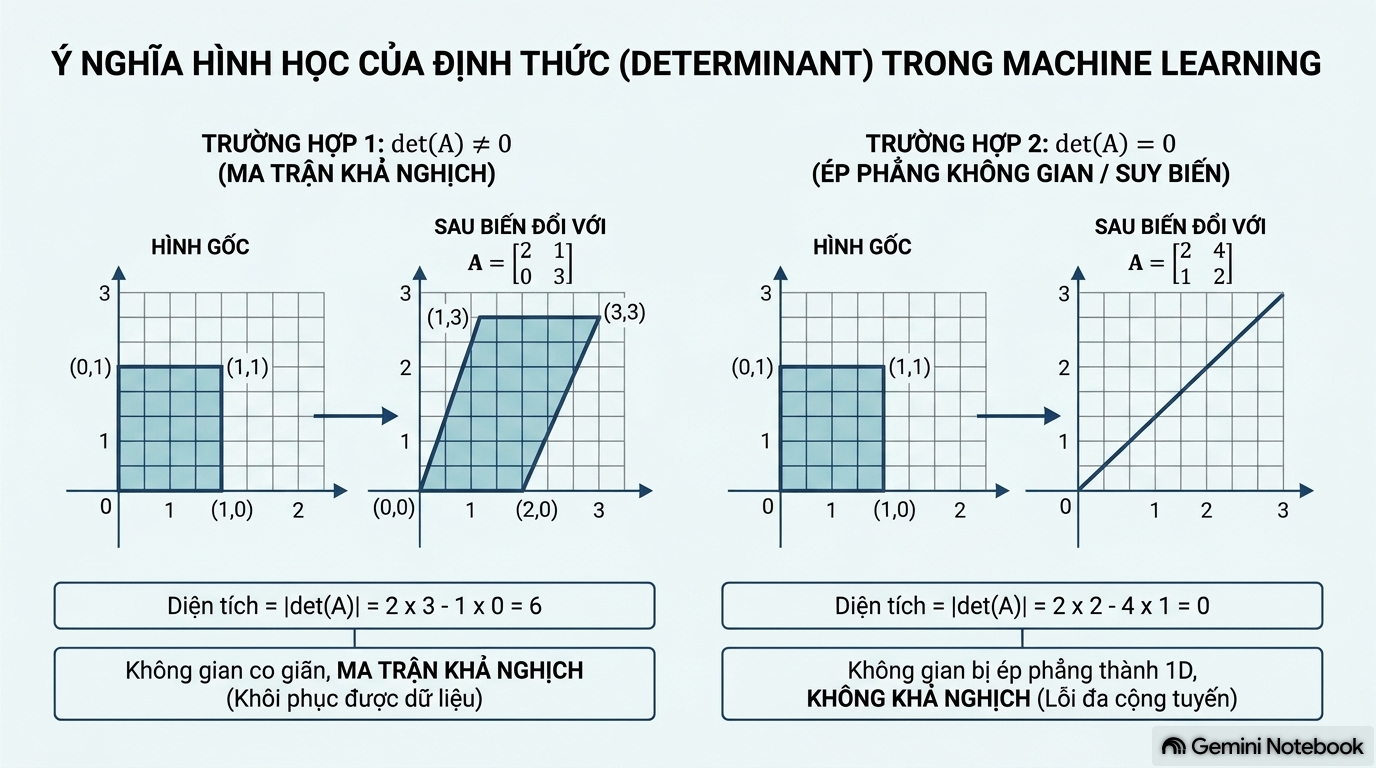 Ý NGHĨA HÌNH HỌC CỦA ĐỊNH THỨC (DETERMINANT) TRONG MACHINE LEARNING
TRƯỜNG HỢP 1: det(A) ≠ 0
(MA TRẬN KHẢ NGHỊCH)
HÌNH GỐC
3
(0,1)
(1,1)
1
0
1
(1,0)
2
SAU BIẾN ĐỔI VỚI
A = [2 1
0 3]
3
(1,3)
(3,3)
2
1
(0,0)
1
(2,0)
3
Diện tích = |det(A)| = 2 x 3 - 1 x 0 = 6
Không gian co giãn, MA TRẬN KHẢ NGHỊCH
(Khôi phục được dữ liệu)
TRƯỜNG HỢP 2: det(A) = 0
(ÉP PHẲNG KHÔNG GIAN / SUY BIẾN)
HÌNH GỐC
3
(0,1)
(1,1)
1
0
1
(1,0)
2
SAU BIẾN ĐỔI VỚI
A = [2 4
1 2]
3
2
1
0
1
2
3
Diện tích = |det(A)| = 2 x 2 - 4 x 1 = 0
Không gian bị ép phẳng thành 1D,
KHÔNG KHẢ NGHỊCH (Lỗi đa cộng tuyến)
Gemini Notebook